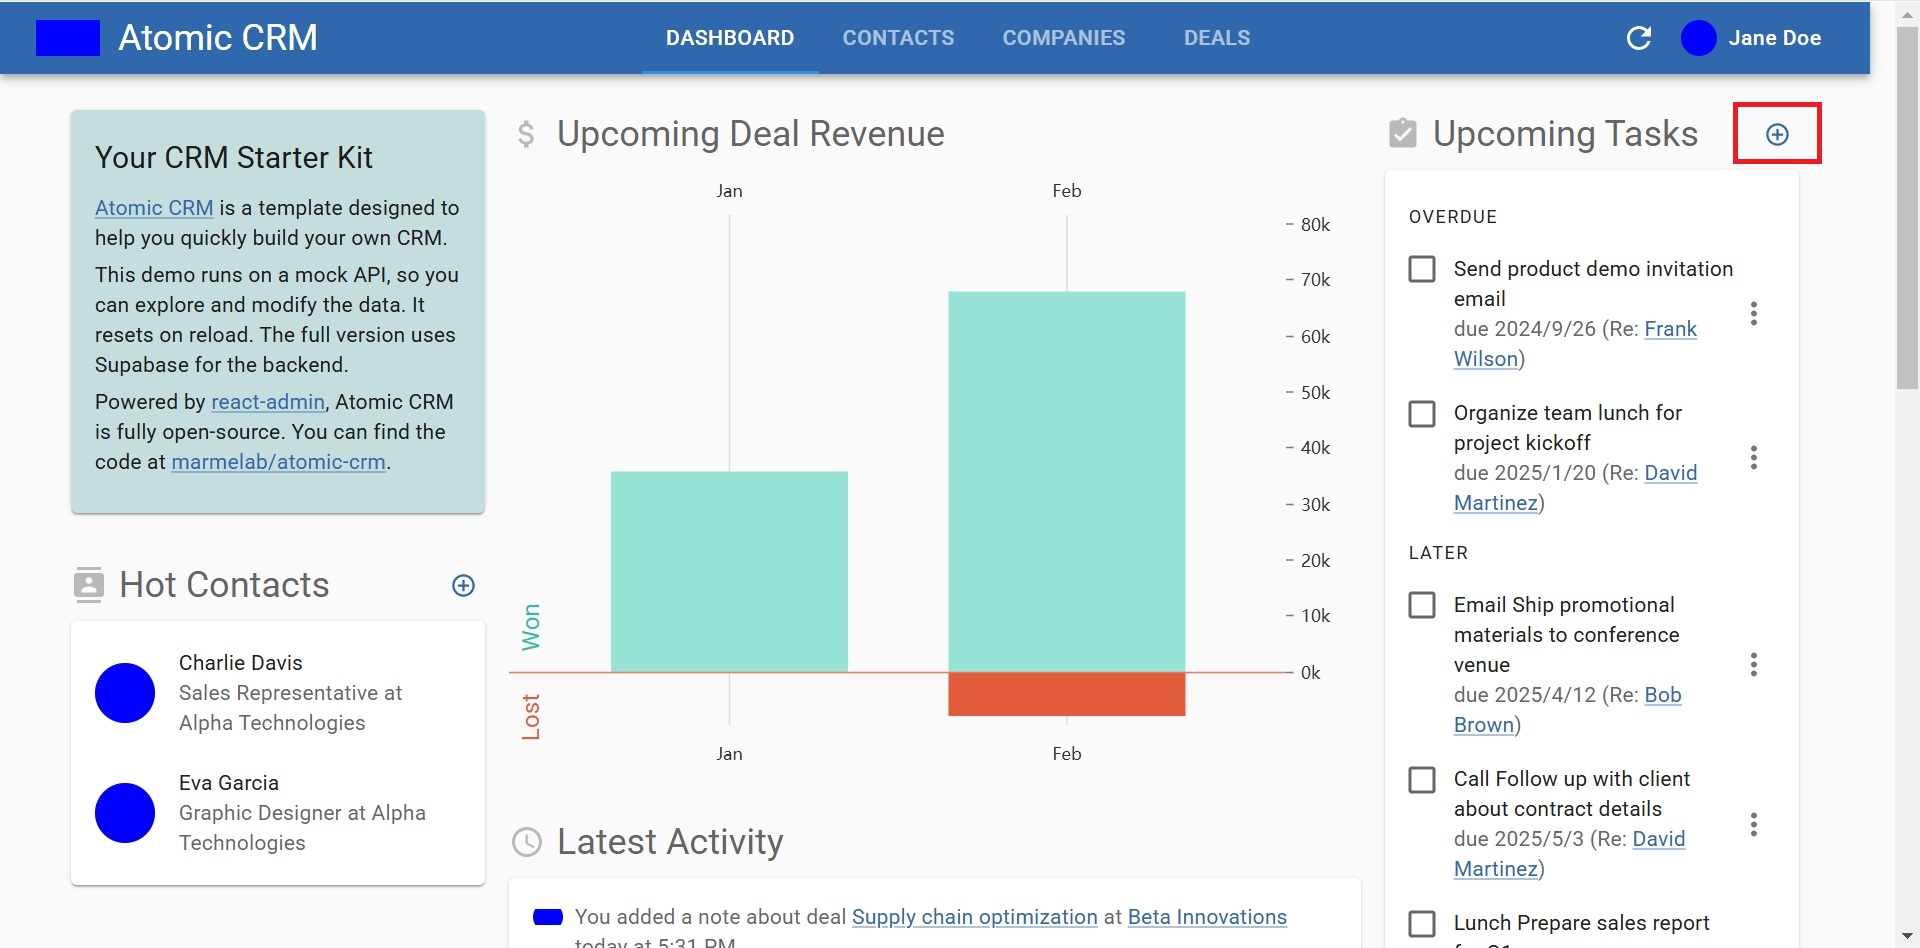 Atomic CRM
DASHBOARD
CONTACTS
COMPANIES
DEALS
Jane Doe
Your CRM Starter Kit
Atomic CRM is a template designed to
help you quickly build your own CRM.
This demo runs on a mock API, so you
can explore and modify the data. It
resets on reload. The full version uses
Supabase for the backend.
Powered by react-admin, Atomic CRM
is fully open-source. You can find the
code at marmelab/atomic-crm.
Hot Contacts
Charlie Davis
Sales Representative at
Alpha Technologies
Eva Garcia
Graphic Designer at Alpha
Technologies
Upcoming Deal Revenue
Jan
Feb
80k
70k
60k
50k
40k
30k
20k
10k
0k
Won
Lost
Jan
Feb
Latest Activity
You added a note about deal Supply chain optimization at Beta Innovations
today at 5:31 PM
Upcoming Tasks
OVERDUE
Send product demo invitation
email
due 2024/9/26 (Re: Frank
Wilson)
Organize team lunch for
project kickoff
due 2025/1/20 (Re: David
Martinez)
LATER
Email Ship promotional
materials to conference
venue
due 2025/4/12 (Re: Bob
Brown)
Call Follow up with client
about contract details
due 2025/5/3 (Re: David
Martinez)
Lunch Prepare sales report